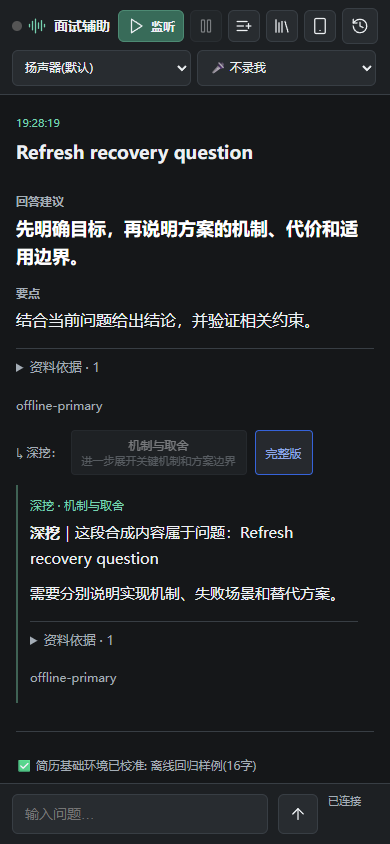 面试辅助
监听
扬声器(默认)
🎤 不录我
19:28:19
Refresh recovery question
回答建议
先明确目标，再说明方案的机制、代价和适
用边界。
要点
结合当前问题给出结论，并验证相关约束。
▶ 资料依据 · 1
offline-primary
↳ 深挖：
机制与取舍
进一步展开关键机制和方案边界
完整版
深挖 · 机制与取舍
深挖｜这段合成内容属于问题：Refresh
recovery question
需要分别说明实现机制、失败场景和替代方案。
▶ 资料依据 · 1
offline-primary
✅ 简历基础环境已校准: 离线回归样例(16字)
输入问题...
已连接